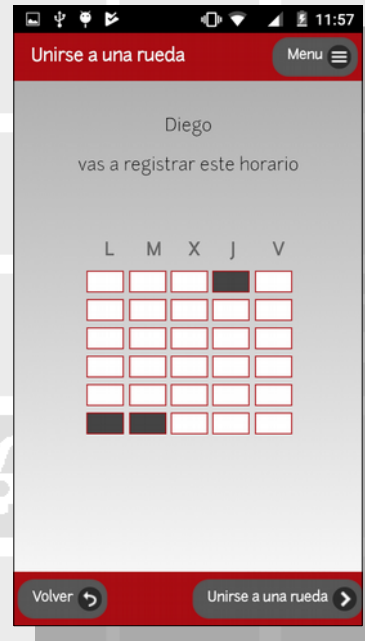 11:57
Unirse a una rueda
Menu
Diego
vas a registrar este horario
L M X J V
Volver
Unirse a una rueda